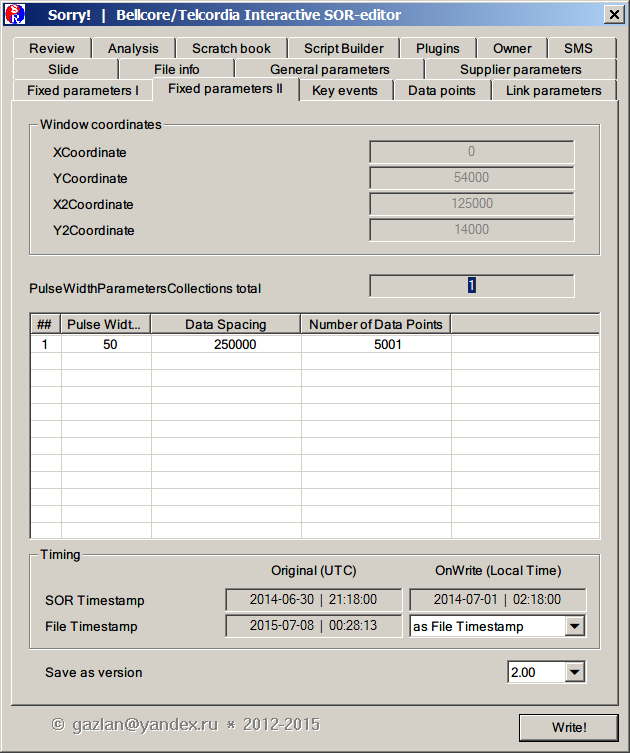 Sorry! | Bellcore/Telcordia Interactive SOR-editor
Review Analysis Scratch book Script Builder Plugins Owner SMS
Slide File info General parameters Supplier parameters
Fixed parameters I Fixed parameters II Key events Data points Link parameters
Window coordinates
XCoordinate 0
YCoordinate 54000
X2Coordinate 125000
Y2Coordinate 14000
PulseWidthParametersCollections total 1
## Pulse Widt... Data Spacing Number of Data Points
1 50 250000 5001
Timing
Original (UTC) OnWrite (Local Time)
SOR Timestamp 2014-06-30 | 21:18:00 2014-07-01 | 02:18:00
File Timestamp 2015-07-08 | 00:28:13 as File Timestamp
Save as version 2.00
© gazlan@yandex.ru * 2012-2015 Write!